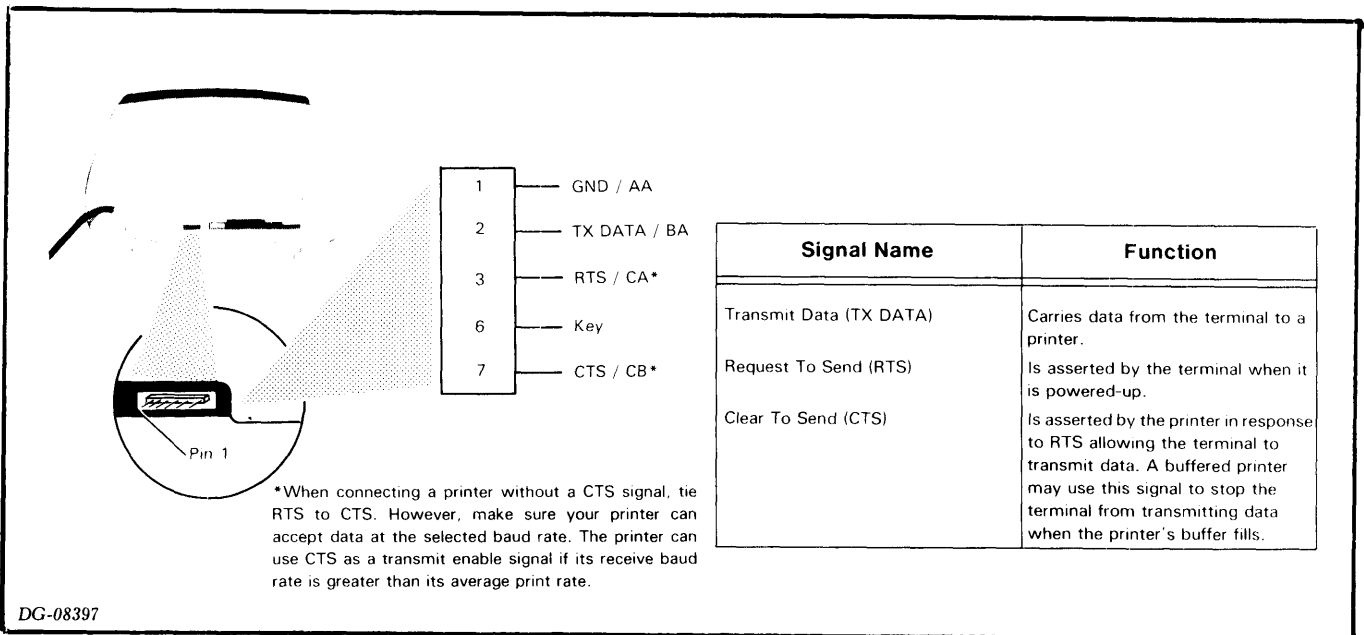 1 GND / AA
2 TX DATA / BA
3 RTS / CA*
6 Key
7 CTS / CB*
Pin 1
*When connecting a printer without a CTS signal, tie
RTS to CTS. However, make sure your printer can
accept data at the selected baud rate. The printer can
use CTS as a transmit enable signal if its receive baud
rate is greater than its average print rate.
Signal Name Function
Transmit Data (TX DATA) Carries data from the terminal to a
printer.
Request To Send (RTS) Is asserted by the terminal when it
is powered-up.
Clear To Send (CTS) Is asserted by the printer in response
to RTS allowing the terminal to
transmit data. A buffered printer
may use this signal to stop the
terminal from transmitting data
when the printer's buffer fills.
DG-08397